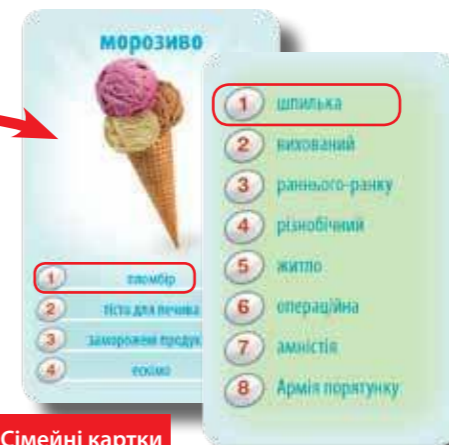 морозиво
1 пломбір
2 тісто для печива
3 заморожені
4 ескімо
1 шпилька
2 вихований
3 раннього-ранку
4 різнобічний
5 житло
6 операційна
7 амністія
8 Армія порятунку
Сімейні картки